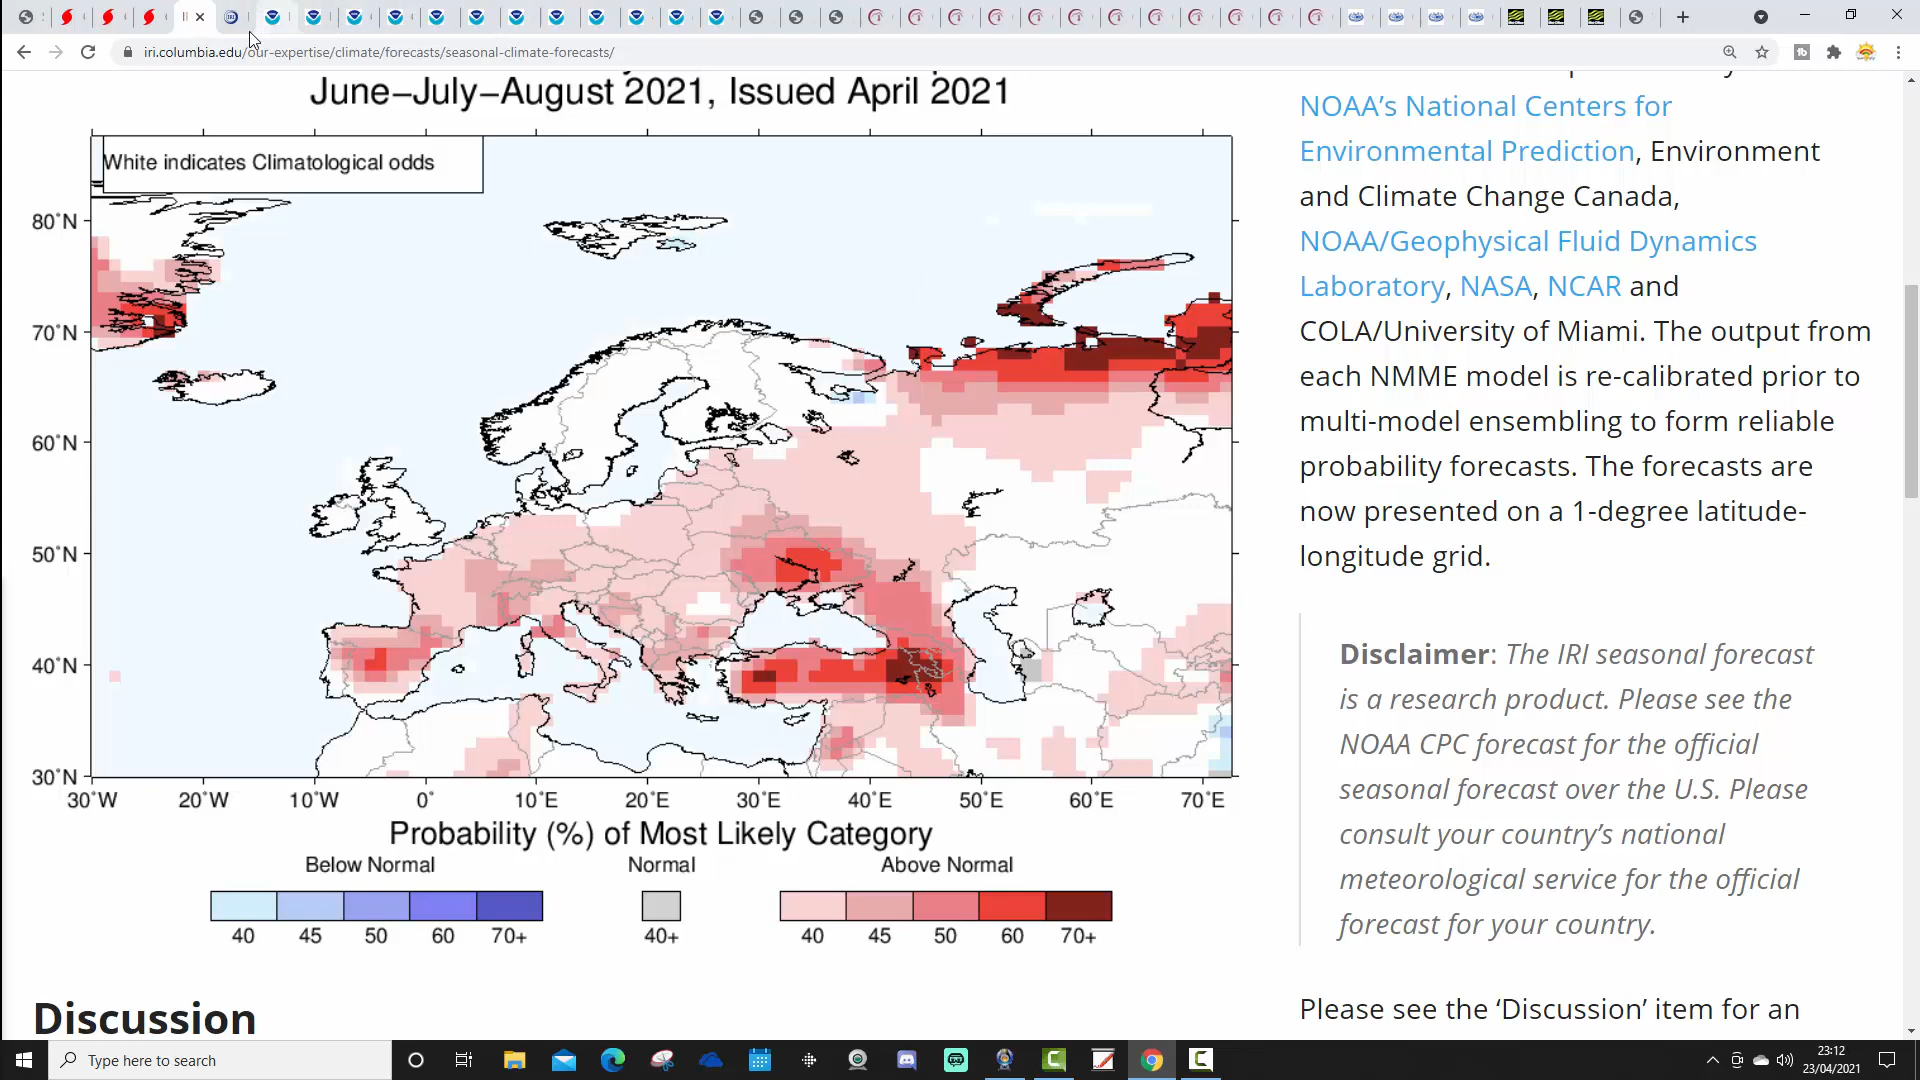 iri.columbia.edu/our-expertise/climate/forecasts/seasonal-climate-forecasts/
June–July–August 2021, Issued April 2021
White indicates Climatological odds
80°N
70°N
60°N
50°N
40°N
30°N
30°W 20°W 10°W 0° 10°E 20°E 30°E 40°E 50°E 60°E 70°E
Probability (%) of Most Likely Category
Below Normal Normal Above Normal
40 45 50 60 70+ 40+ 40 45 50 60 70+
Discussion
NOAA’s National Centers for
Environmental Prediction, Environment
and Climate Change Canada,
NOAA/Geophysical Fluid Dynamics
Laboratory, NASA, NCAR and
COLA/University of Miami. The output from
each NMME model is re-calibrated prior to
multi-model ensembling to form reliable
probability forecasts. The forecasts are
now presented on a 1-degree latitude-
longitude grid.
Disclaimer: The IRI seasonal forecast
is a research product. Please see the
NOAA CPC forecast for the official
seasonal forecast over the U.S. Please
consult your country’s national
meteorological service for the official
forecast for your country.
Please see the ‘Discussion’ item for an
Type here to search
23:12
23/04/2021